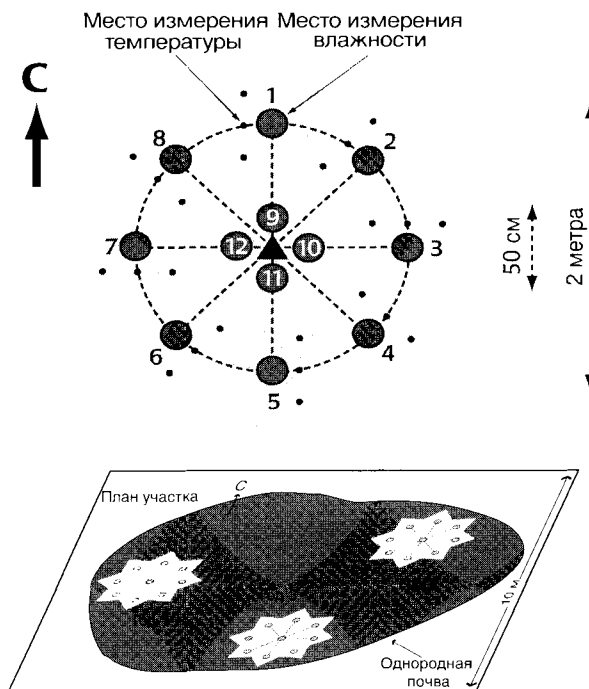 Место измерения
температуры
Место измерения
влажности
С
1
2
3
4
5
6
7
8
9
10
11
12
50 см
2 метра
План участка
С
10 м
Однородная
почва